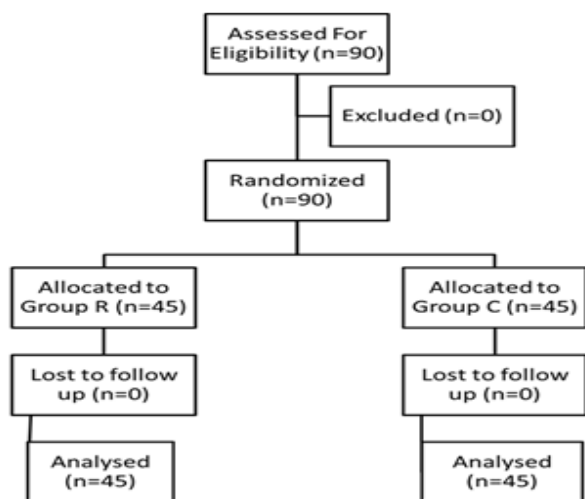 Assessed For
Eligibility (n=90)
Excluded (n=0)
Randomized
(n=90)
Allocated to
Group R (n=45)
Allocated to
Group C (n=45)
Lost to follow
up (n=0)
Lost to follow
up (n=0)
Analysed
(n=45)
Analysed
(n=45)